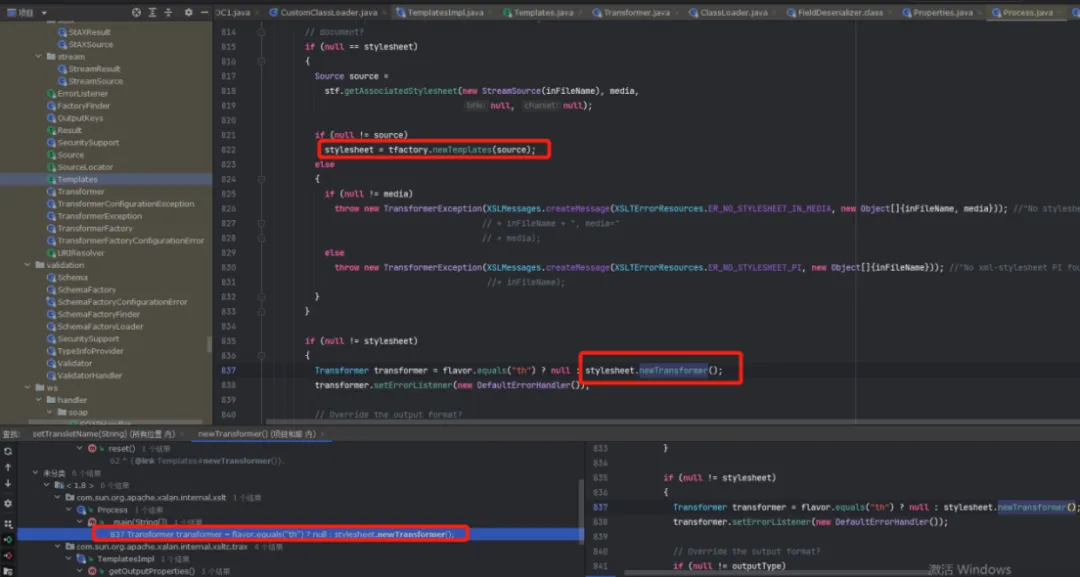 项目
OC1.java
CustomClassLoader.java
TemplatesImpl.java
Templates.java
Transformer.java
ClassLoader.java
FieldDeserializer.class
Properties.java
Process.java
StAXResult
StAXSource
stream
StreamResult
StreamSource
ErrorListener
FactoryFinder
OutputKeys
Result
SecuritySupport
Source
SourceLocator
Templates
Transformer
TransformerConfigurationException
TransformerException
TransformerFactory
TransformerFactoryConfigurationError
URIResolver
validation
Schema
SchemaFactory
SchemaFactoryConfigurationError
SchemaFactoryFinder
SchemaFactoryLoader
SecuritySupport
TypeInfoProvider
Validator
ValidatorHandler
ws
handler
soap
814 // document?
815 if (null == stylesheet)
816 {
817 Source source =
818 stf.getAssociatedStylesheet(new StreamSource(inFileName), media,
819 title: null, charset: null);
820
821 if (null != source)
822 stylesheet = tfactory.newTemplates(source);
823 else
824 {
825 if (null != media)
826 throw new TransformerException(XSLMessages.createMessage(XSLTErrorResources.ER_NO_STYLESHEET_IN_MEDIA, new Object[]{inFileName, media})); //"No stylesh
827 // + inFileName + ", media="
828 // + media);
829 else
830 throw new TransformerException(XSLMessages.createMessage(XSLTErrorResources.ER_NO_STYLESHEET_PI, new Object[]{inFileName})); //"No xml-stylesheet PI fou
831 //+ inFileName);
832 }
833 }
834
835 if (null != stylesheet)
836 {
837 Transformer transformer = flavor.equals("th") ? null : stylesheet.newTransformer();
838 transformer.setErrorListener(new DefaultErrorHandler());
839
840 // Override the output format?
查找:
setTransletName(String) (所有位置 内)
newTransformer() (项目和库 内)
reset() 1 个结果
62 * {@link Templates#newTransformer()}.
未分类 6 个结果
< 1.8 > 6 个结果
com.sun.org.apache.xalan.internal.xslt 1 个结果
Process 1 个结果
main(String[]) 1 个结果
837 Transformer transformer = flavor.equals("th") ? null : stylesheet.newTransformer();
com.sun.org.apache.xalan.internal.xsltc.trax 4 个结果
TemplatesImpl 1 个结果
getOutputProperties() 1 个结果
833 }
834
835 if (null != stylesheet)
836 {
837 Transformer transformer = flavor.equals("th") ? null : stylesheet.newTransformer();
838 transformer.setErrorListener(new DefaultErrorHandler());
839
840 // Override the output format?
841 if (null != outputType)
激活 Windows